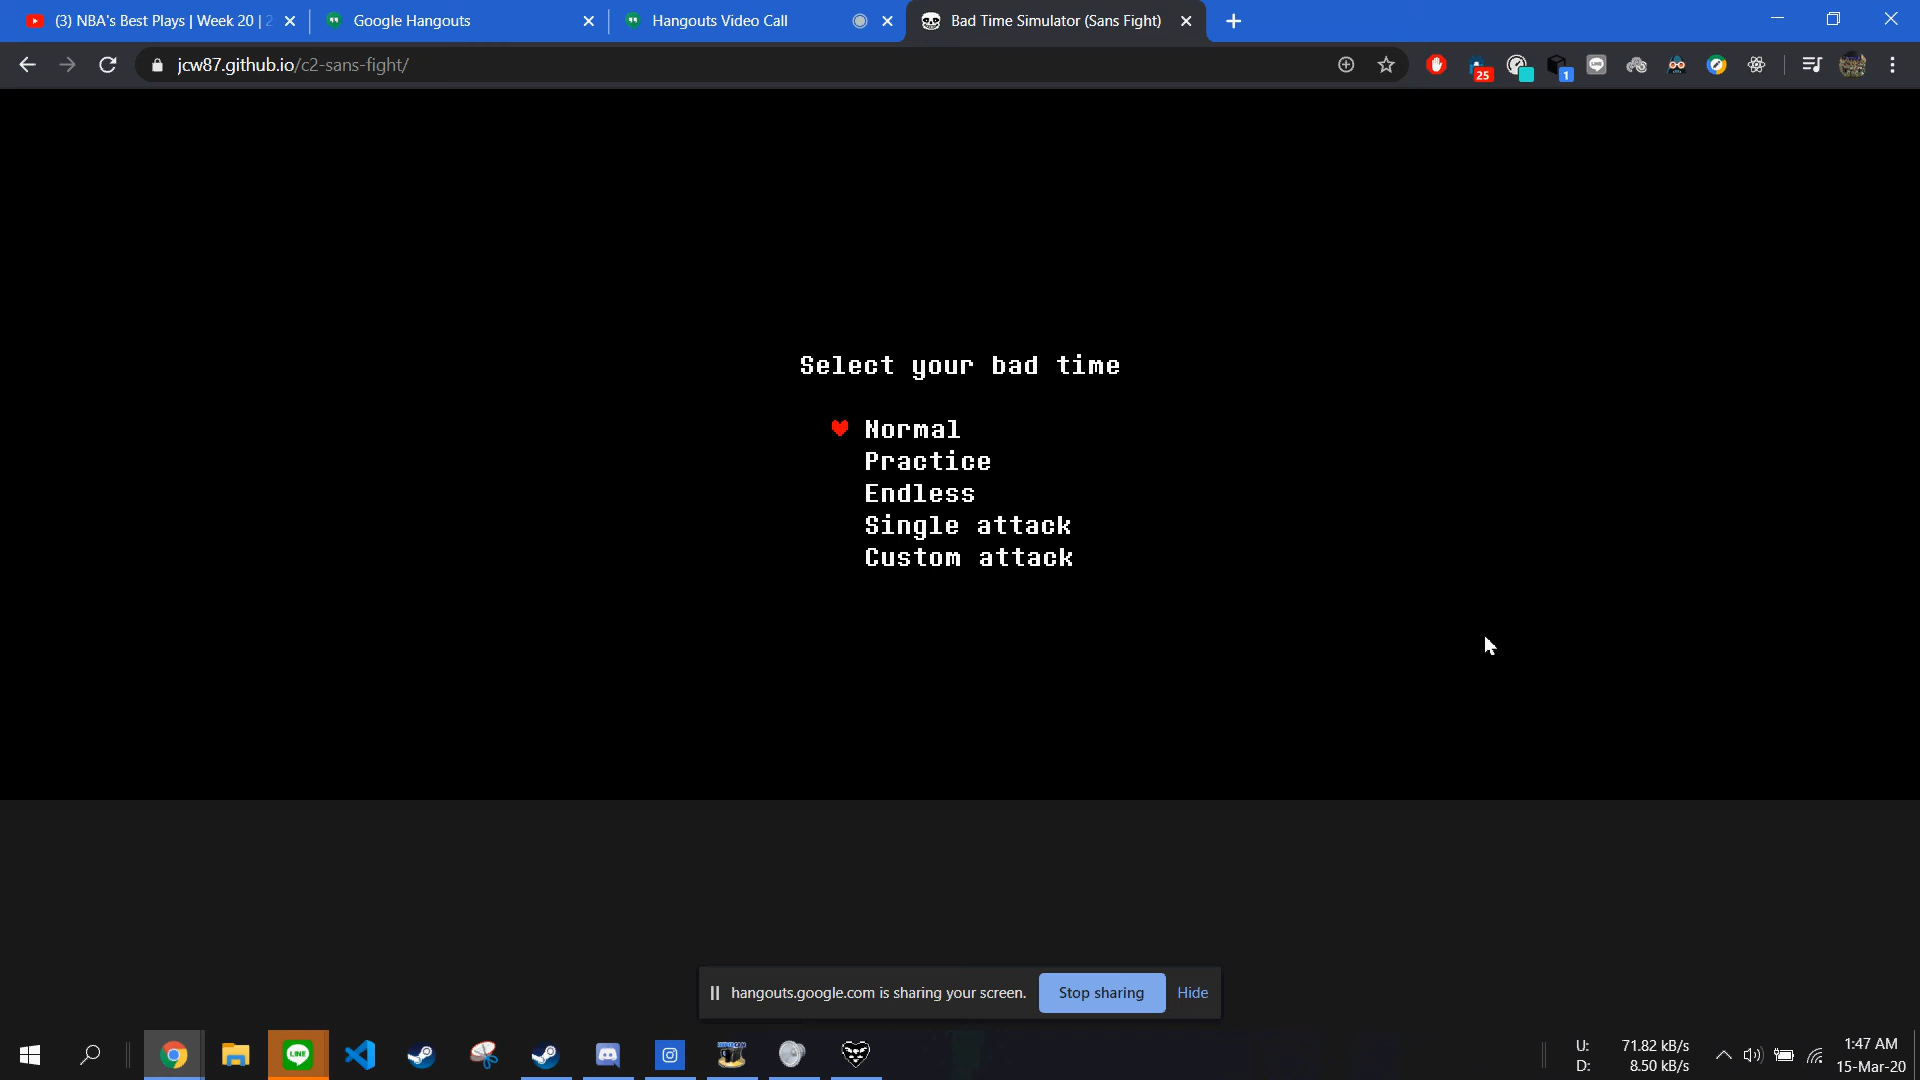 (3) NBA's Best Plays | Week 20 | 2
Google Hangouts
Hangouts Video Call
Bad Time Simulator (Sans Fight)
jcw87.github.io/c2-sans-fight/
25
1
Select your bad time
Normal
Practice
Endless
Single attack
Custom attack
hangouts.google.com is sharing your screen.
Stop sharing
Hide
LINE
U: 71.82 kB/s
D: 8.50 kB/s
1:47 AM
15-Mar-20